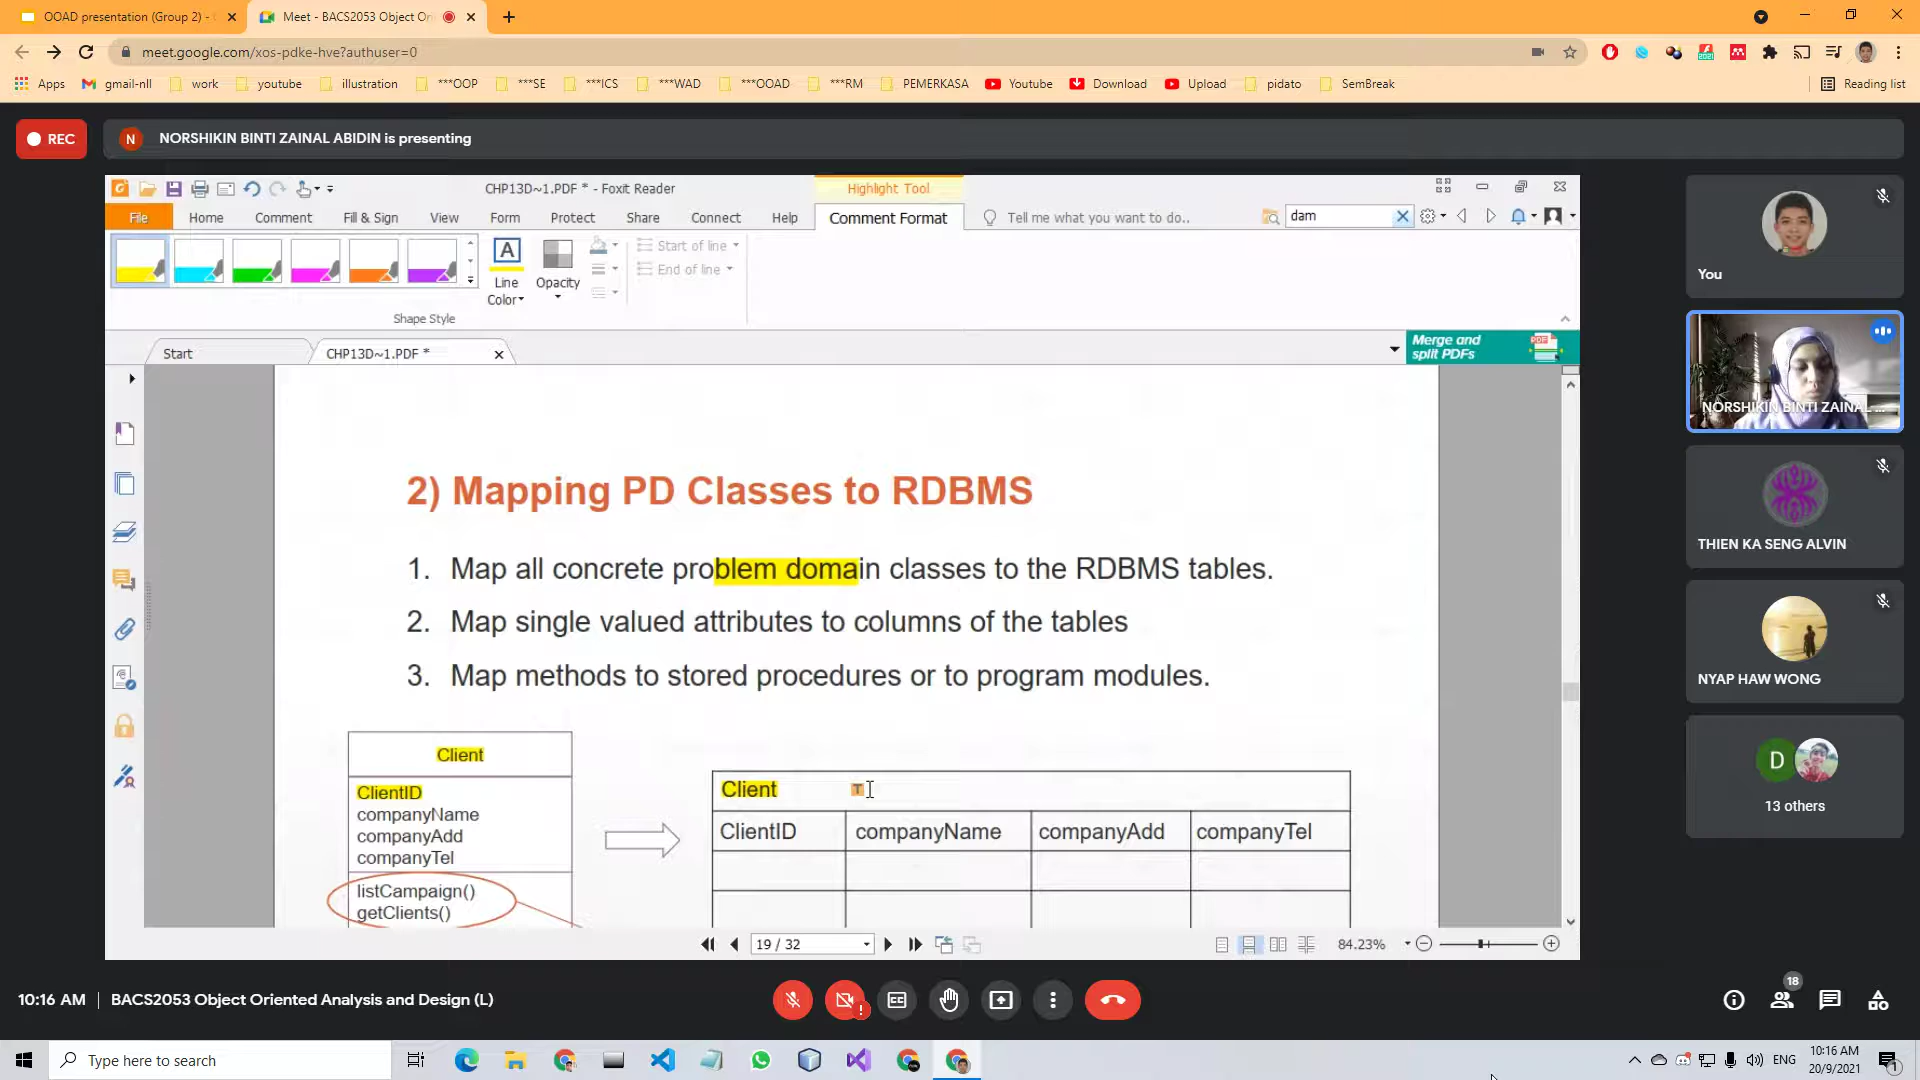 OOAD presentation (Group 2) -
Meet - BACS2053 Object On
meet.google.com/xos-pdke-hve?authuser=0
Apps
gmail-nll
work
youtube
illustration
***OOP
***SE
***ICS
***WAD
***OOAD
***RM
PEMERKASA
Youtube
Download
Upload
pidato
SemBreak
Reading list
REC
N
NORSHIKIN BINTI ZAINAL ABIDIN is presenting
CHP13D~1.PDF * - Foxit Reader
Highlight Tool
File
Home
Comment
Fill & Sign
View
Form
Protect
Share
Connect
Help
Comment Format
Tell me what you want to do..
dam
Line
Color
Opacity
Start of line
End of line
Shape Style
Start
CHP13D~1.PDF *
Merge and
split PDFs
2) Mapping PD Classes to RDBMS
1. Map all concrete problem domain classes to the RDBMS tables.
2. Map single valued attributes to columns of the tables
3. Map methods to stored procedures or to program modules.
Client
ClientID
companyName
companyAdd
companyTel
listCampaign()
getClients()
Client
ClientID companyName companyAdd companyTel
19 / 32
84.23%
You
NORSHIKIN BINTI ZAINAL ...
THIEN KA SENG ALVIN
NYAP HAW WONG
D
13 others
10:16 AM | BACS2053 Object Oriented Analysis and Design (L)
18
Type here to search
ENG
10:16 AM
20/9/2021
1